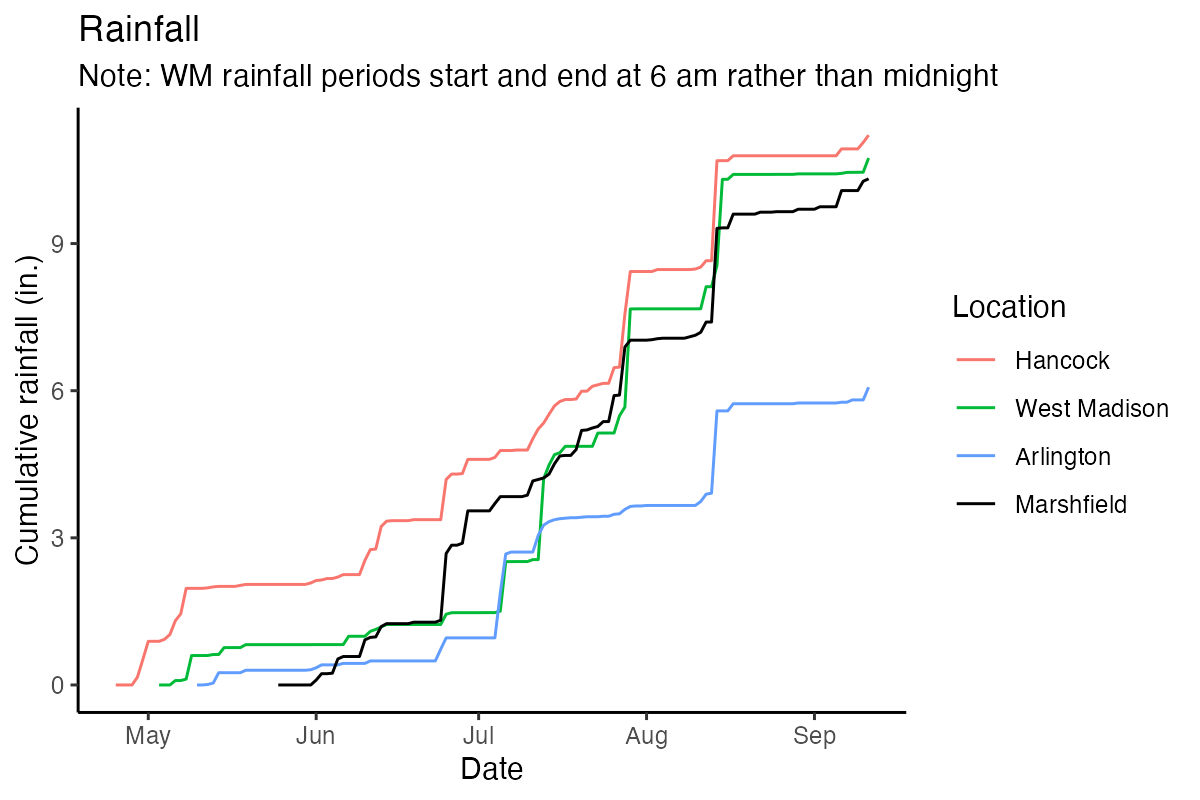 Rainfall
Note: WM rainfall periods start and end at 6 am rather than midnight
Cumulative rainfall (in.)
9
6
3
0
May Jun Jul Aug Sep
Date
Location
Hancock
West Madison
Arlington
Marshfield